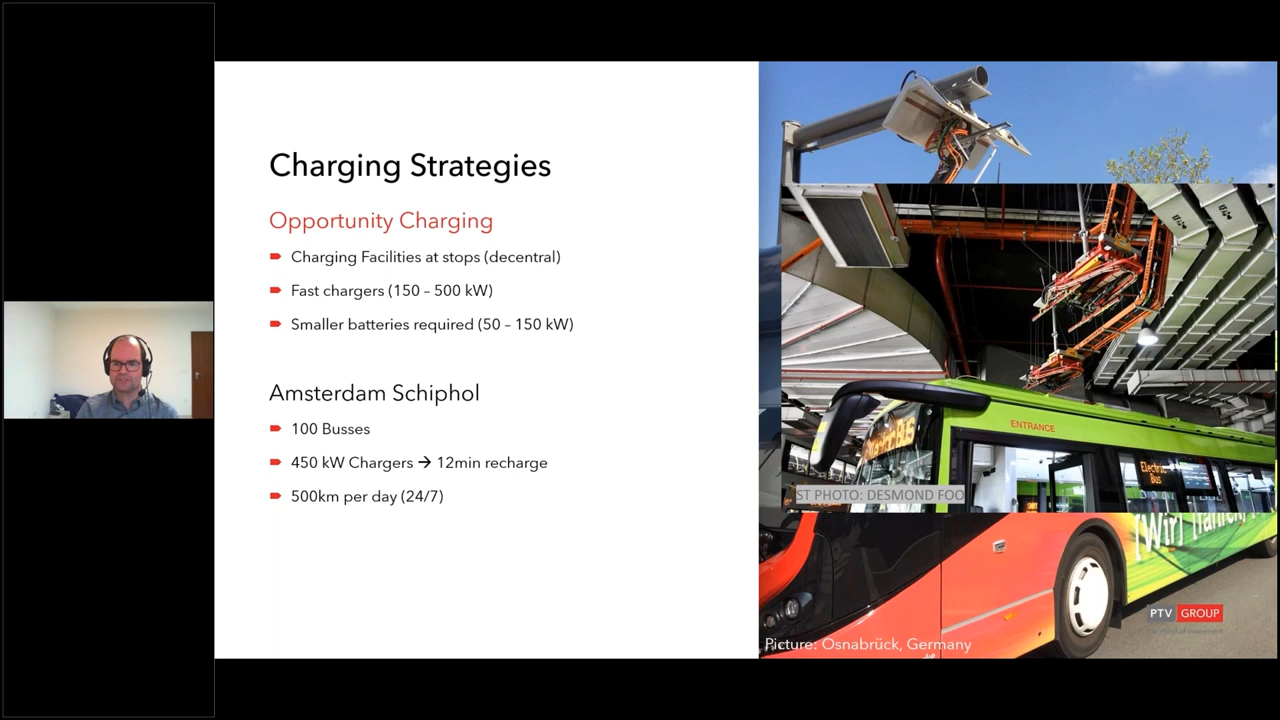 Charging Strategies
Opportunity Charging
Charging Facilities at stops (decentral)
Fast chargers (150 – 500 kW)
Smaller batteries required (50 – 150 kW)
Amsterdam Schiphol
100 Busses
450 kW Chargers → 12min recharge
500km per day (24/7)
ENTRANCE
Electric Bus
Electric
Bus
ST PHOTO: DESMOND FOO
[Wir]
PTV GROUP
Picture: Osnabrück, Germany